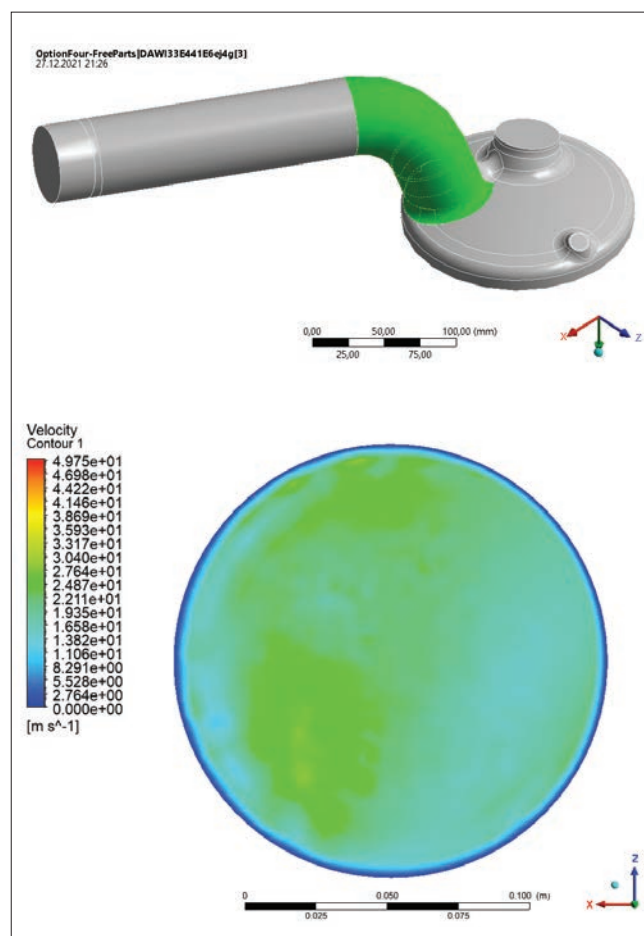 OptionFour-FreeParts|DAWI33E441E6ej4g[3]
27.12.2021 21:26
0,00 50,00 100,00 (mm)
25,00 75,00
X Z
Velocity
Contour 1
4.975e+01
4.698e+01
4.422e+01
4.146e+01
3.869e+01
3.593e+01
3.317e+01
3.040e+01
2.764e+01
2.487e+01
2.211e+01
1.935e+01
1.658e+01
1.382e+01
1.106e+01
8.291e+00
5.528e+00
2.764e+00
0.000e+00
[m s^-1]
Z
X
0 0.050 0.100 (m)
0.025 0.075